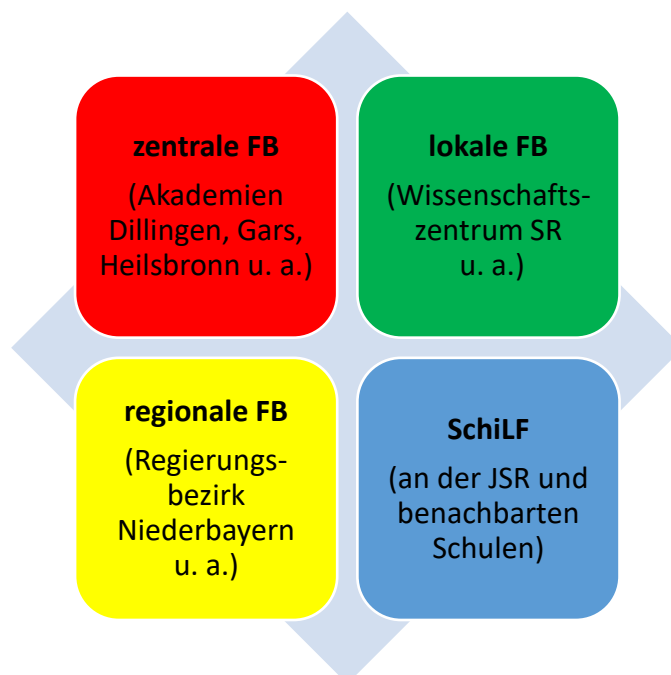 zentrale FB
(Akademien
Dillingen, Gars,
Heilsbronn u. a.)
lokale FB
(Wissenschafts-
zentrum SR
u. a.)
regionale FB
(Regierungs-
bezirk
Niederbayern
u. a.)
SchiLF
(an der JSR und
benachbarten
Schulen)